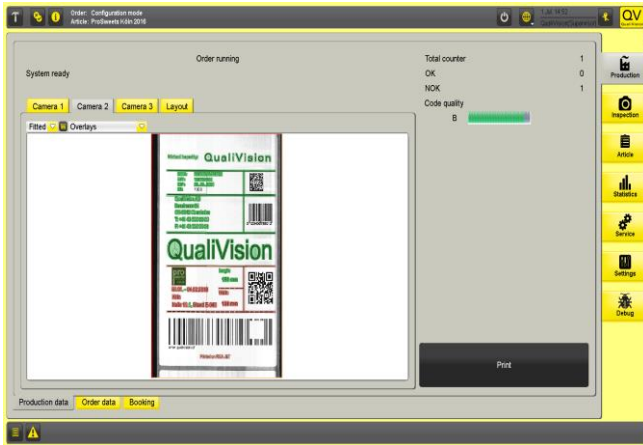 Order: Configuration mode
Article: ProSweets Köln 2016
QV
Order running
System ready
Total counter 1
OK 0
NOK 1
Code quality
B
Camera 1
Camera 2
Camera 3
Layout
Fitted
Overlays
QualiVision
QualiVision
Print
Production data
Order data
Booking
Production
Inspection
Article
Statistics
Service
Settings
Debug